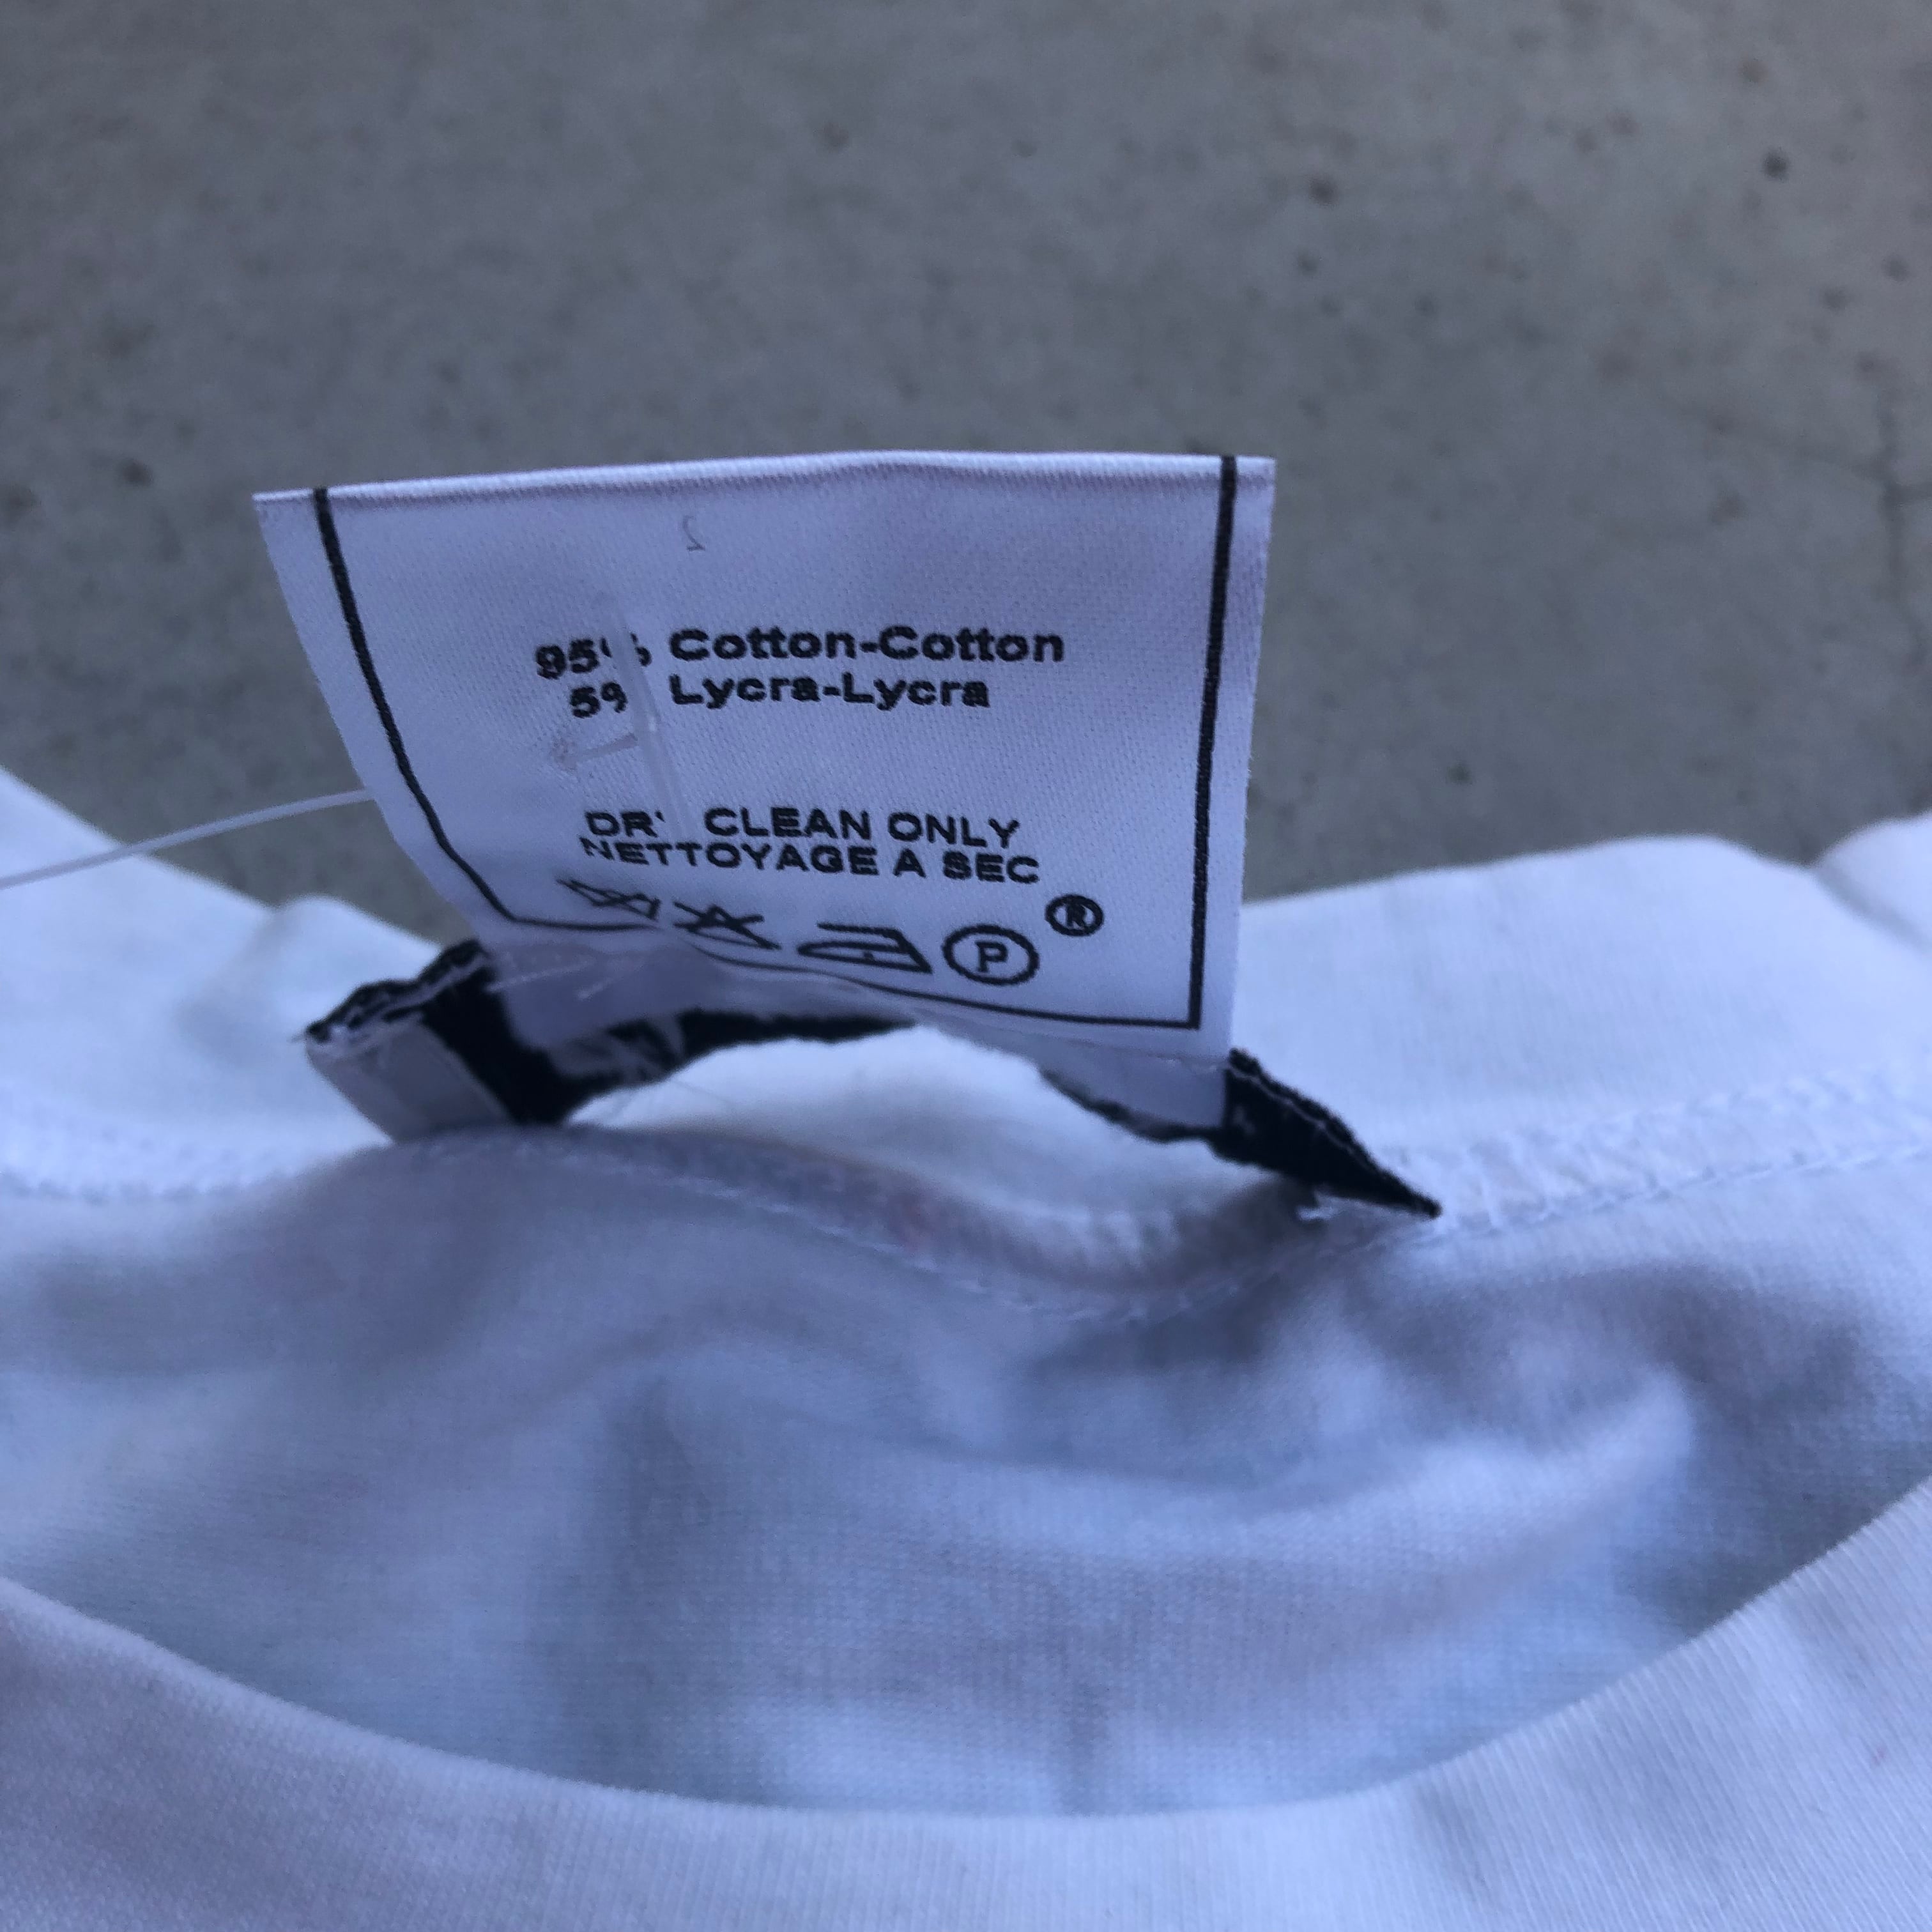 95% Cotton-Cotton
5% Lycra-Lycra
DRY CLEAN ONLY
NETTOYAGE A SEC
P ®